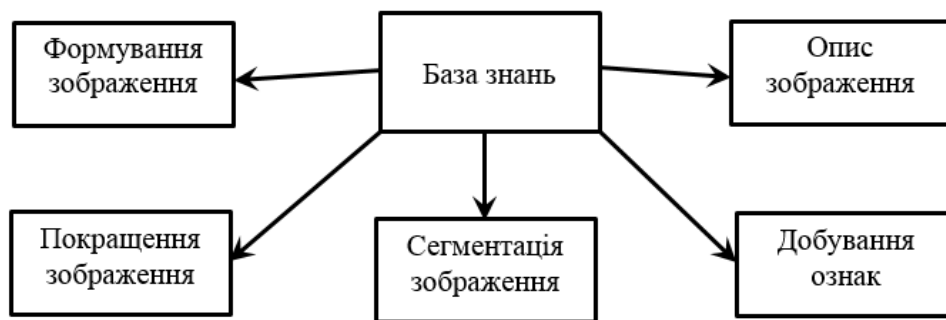 Формування
зображення
База знань
Опис
зображення
Покращення
зображення
Сегментація
зображення
Добування
ознак